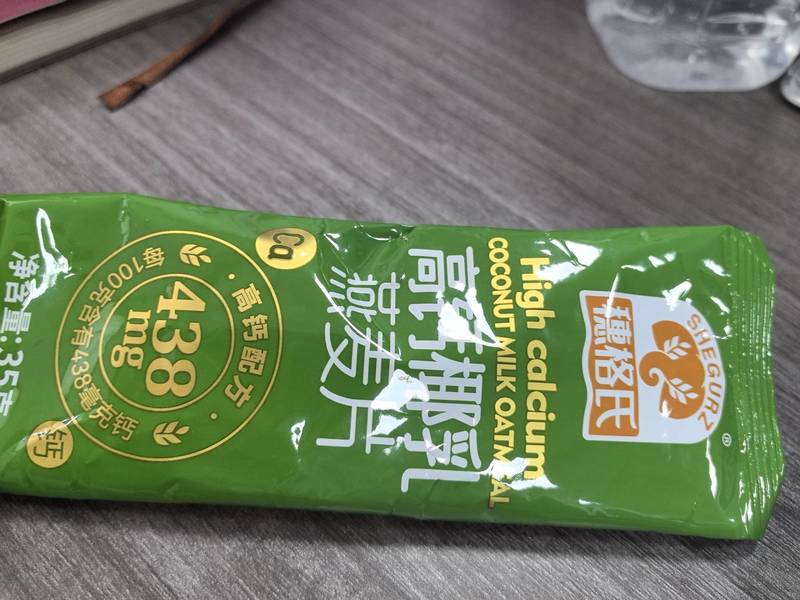 SHEGURZ
®
穗格氏
High calcium
COCONUT MILK OATMEAL
高钙椰乳
燕麦片
Ca
·高钙配方·
438
mg
每100克含有438毫克钙
钙
净含量:35克